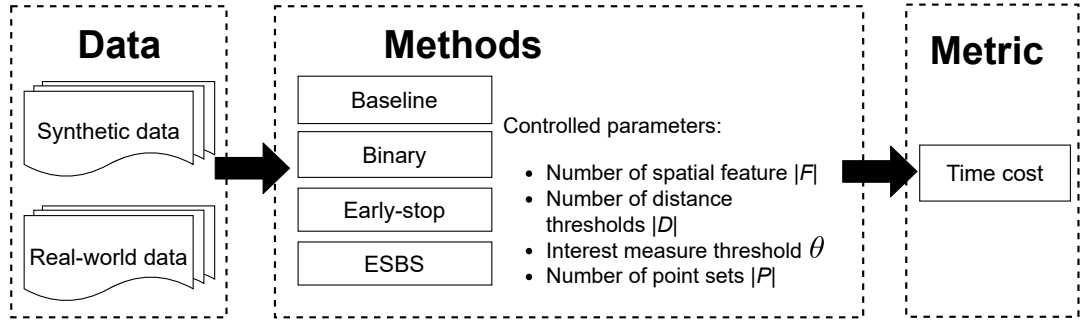 Data
Synthetic data
Real-world data
Methods
Baseline
Binary
Early-stop
ESBS
Controlled parameters:
• Number of spatial feature |F|
• Number of distance
thresholds |D|
• Interest measure threshold θ
• Number of point sets |P|
Metric
Time cost